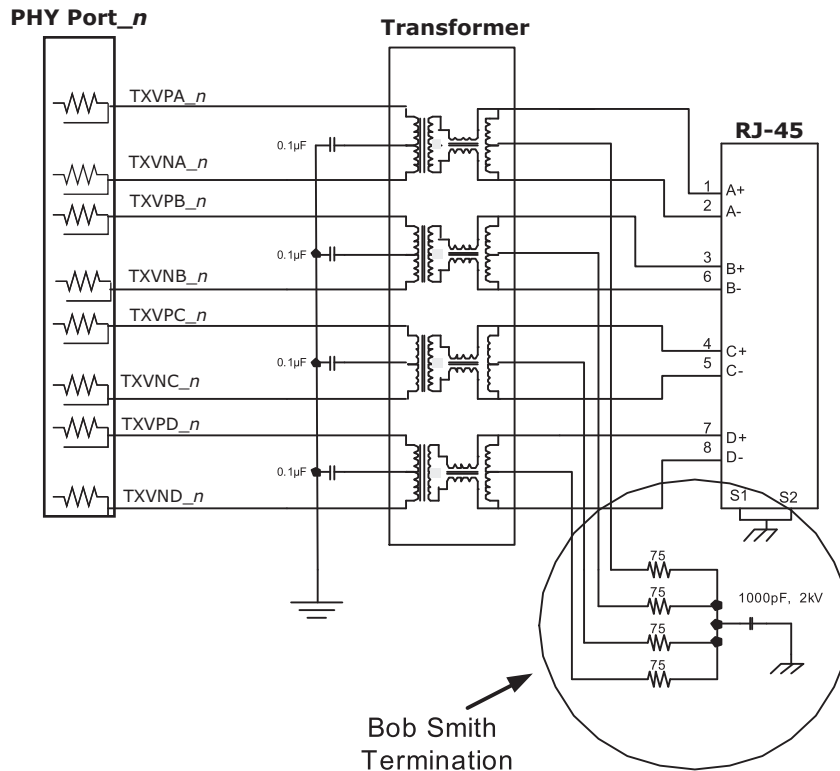 PHY Port_n
Transformer
RJ-45
TXVPA_n
0.1µF
TXVNA_n
1
A+
2
A-
TXVPB_n
0.1µF
3
B+
TXVNB_n
6
B-
TXVPC_n
0.1µF
4
C+
5
C-
TXVNC_n
TXVPD_n
7
D+
8
D-
0.1µF
TXVND_n
S1
S2
75
75
75
75
1000pF, 2kV
Bob Smith
Termination